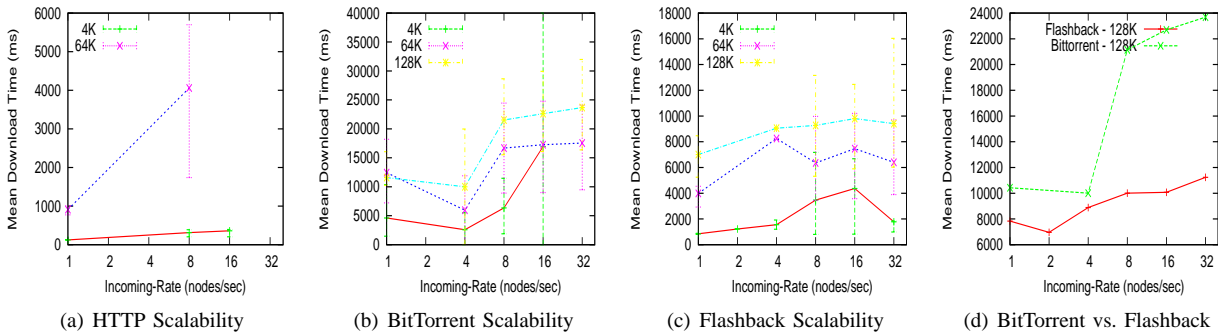 Mean Download Time (ms)
6000
5000
4000
3000
2000
1000
0
4K
64K
1 2 4 8 16 32
Incoming-Rate (nodes/sec)
(a) HTTP Scalability
Mean Download Time (ms)
40000
35000
30000
25000
20000
15000
10000
5000
0
4K
64K
128K
1 2 4 8 16 32
Incoming-Rate (nodes/sec)
(b) BitTorrent Scalability
Mean Download Time (ms)
18000
16000
14000
12000
10000
8000
6000
4000
2000
0
4K
64K
128K
1 2 4 8 16 32
Incoming-Rate (nodes/sec)
(c) Flashback Scalability
Mean Download Time (ms)
24000
22000
20000
18000
16000
14000
12000
10000
8000
6000
Flashback - 128K
Bittorrent - 128K
1 2 4 8 16 32
Incoming-Rate (nodes/sec)
(d) BitTorrent vs. Flashback